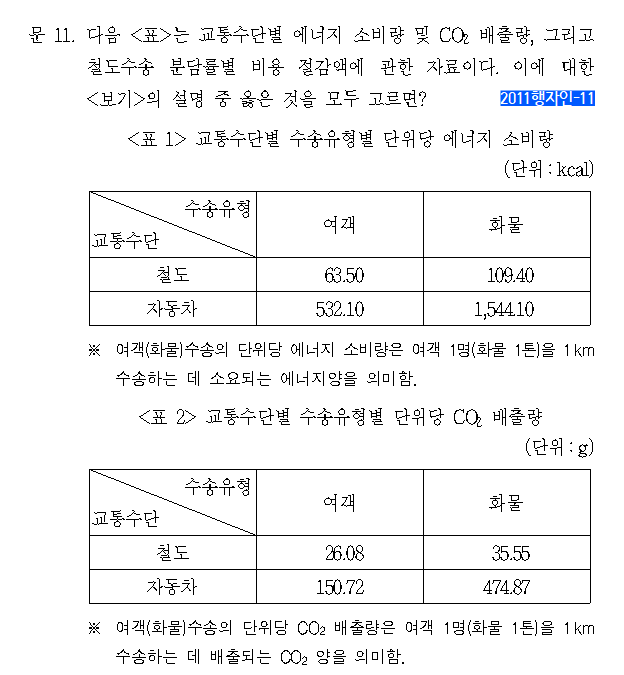 문 11. 다음 <표>는 교통수단별 에너지 소비량 및 CO₂ 배출량, 그리고
철도수송 분담률별 비용 절감액에 관한 자료이다. 이에 대한
<보기>의 설명 중 옳은 것을 모두 고르면? 2011행자인-11
<표 1> 교통수단별 수송유형별 단위당 에너지 소비량
(단위 : kcal)
수송유형
교통수단 여객 화물
철도 63.50 109.40
자동차 532.10 1,544.10
※ 여객(화물)수송의 단위당 에너지 소비량은 여객 1명(화물 1톤)을 1km
수송하는 데 소요되는 에너지양을 의미함.
<표 2> 교통수단별 수송유형별 단위당 CO₂ 배출량
(단위 : g)
수송유형
교통수단 여객 화물
철도 26.08 35.55
자동차 150.72 474.87
※ 여객(화물)수송의 단위당 CO₂ 배출량은 여객 1명(화물 1톤)을 1km
수송하는 데 배출되는 CO₂ 양을 의미함.